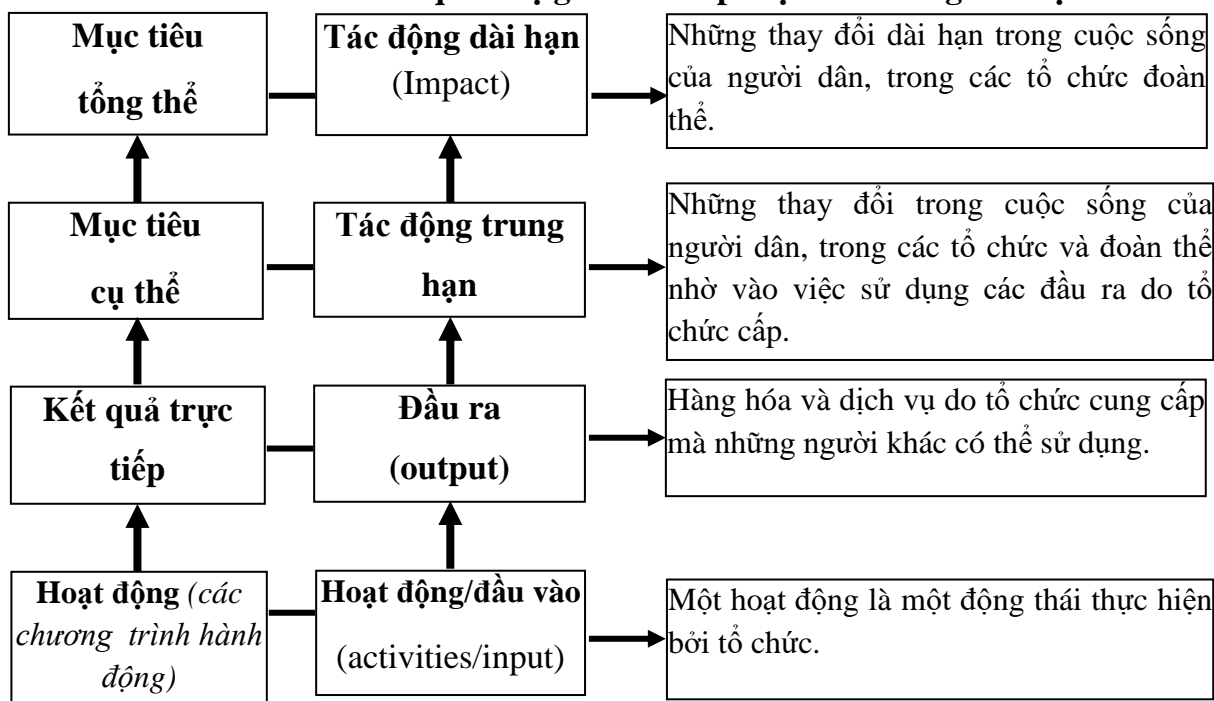 Mục tiêu
tổng thể
Tác động dài hạn
(Impact)
Những thay đổi dài hạn trong cuộc sống
của người dân, trong các tổ chức đoàn
thể.
Mục tiêu
cụ thể
Tác động trung
hạn
Những thay đổi trong cuộc sống của
người dân, trong các tổ chức và đoàn thể
nhờ vào việc sử dụng các đầu ra do tổ
chức cấp.
Kết quả trực
tiếp
Đầu ra
(output)
Hàng hóa và dịch vụ do tổ chức cung cấp
mà những người khác có thể sử dụng.
Hoạt động (các
chương trình hành
động)
Hoạt động/đầu vào
(activities/input)
Một hoạt động là một động thái thực hiện
bởi tổ chức.